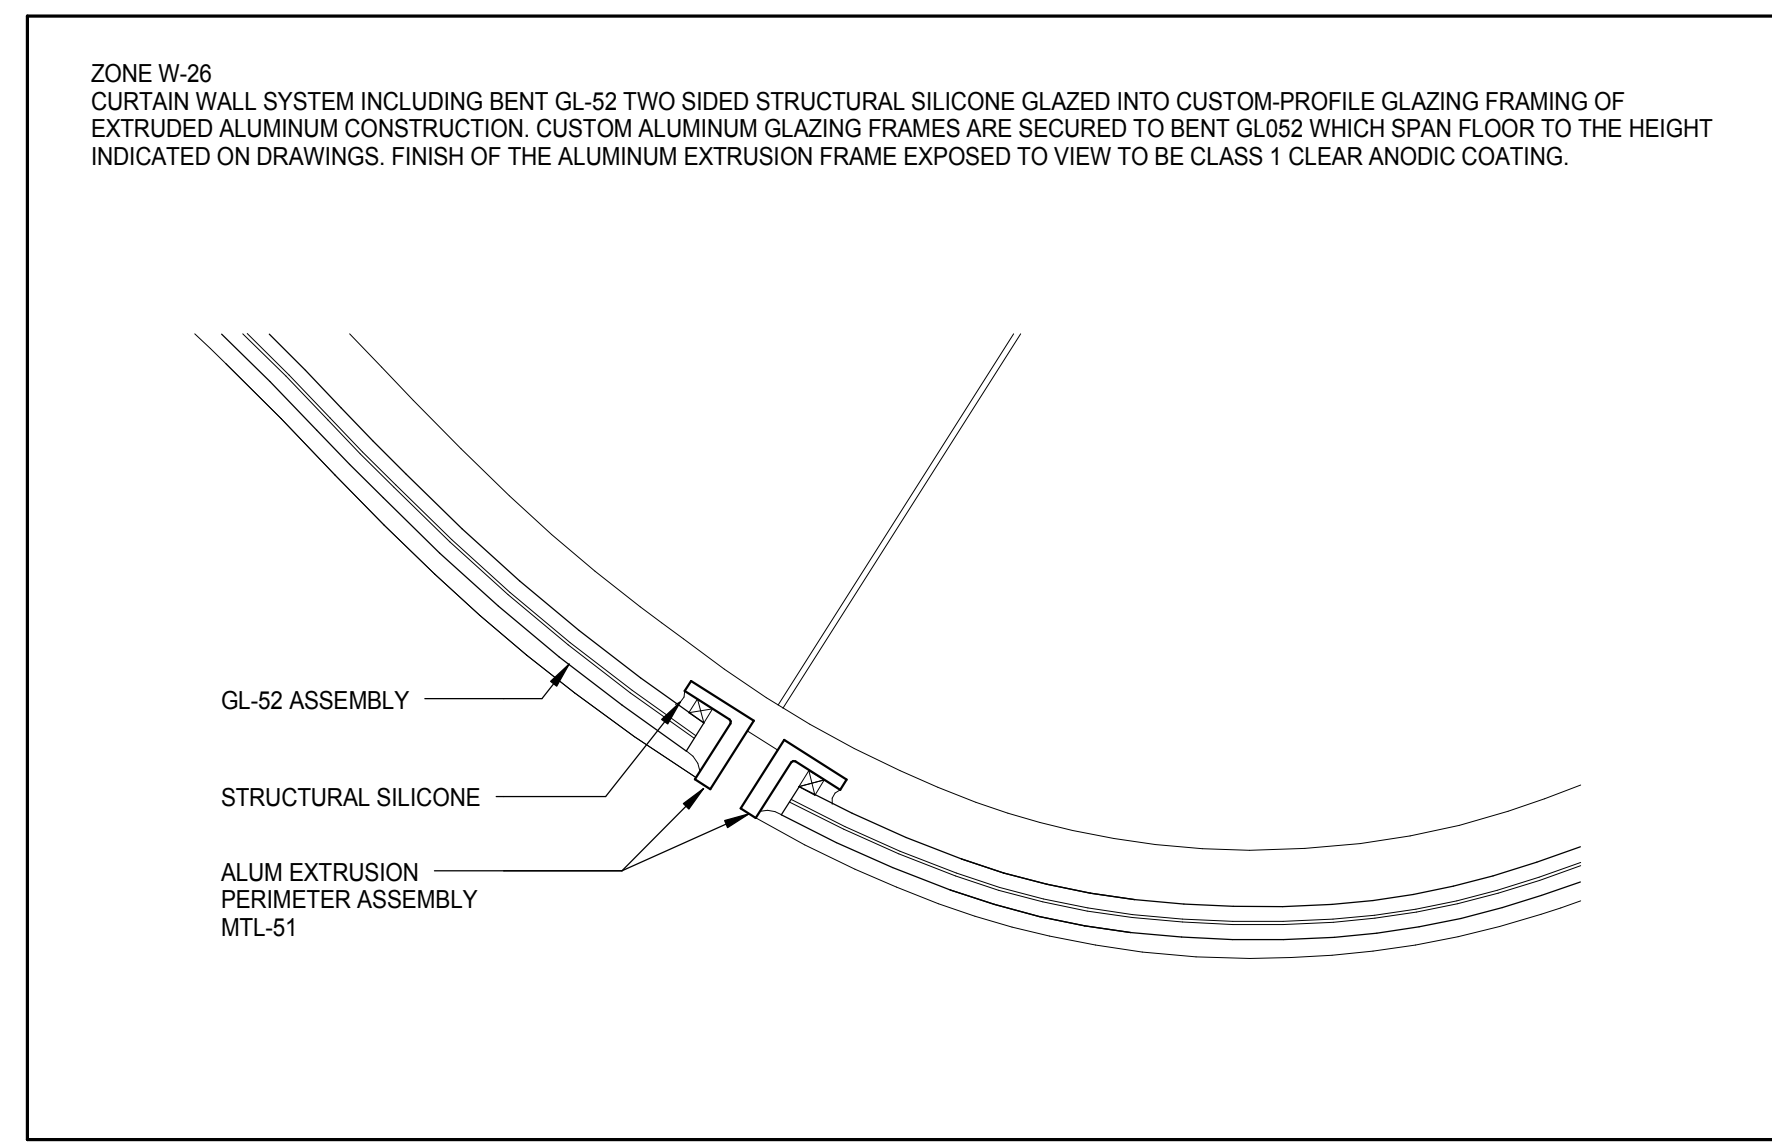 ZONE W-26
CURTAIN WALL SYSTEM INCLUDING BENT GL-52 TWO SIDED STRUCTURAL SILICONE GLAZED INTO CUSTOM-PROFILE GLAZING FRAMING OF
EXTRUDED ALUMINUM CONSTRUCTION. CUSTOM ALUMINUM GLAZING FRAMES ARE SECURED TO BENT GL052 WHICH SPAN FLOOR TO THE HEIGHT
INDICATED ON DRAWINGS. FINISH OF THE ALUMINUM EXTRUSION FRAME EXPOSED TO VIEW TO BE CLASS 1 CLEAR ANODIC COATING.
GL-52 ASSEMBLY
STRUCTURAL SILICONE
ALUM EXTRUSION
PERIMETER ASSEMBLY
MTL-51